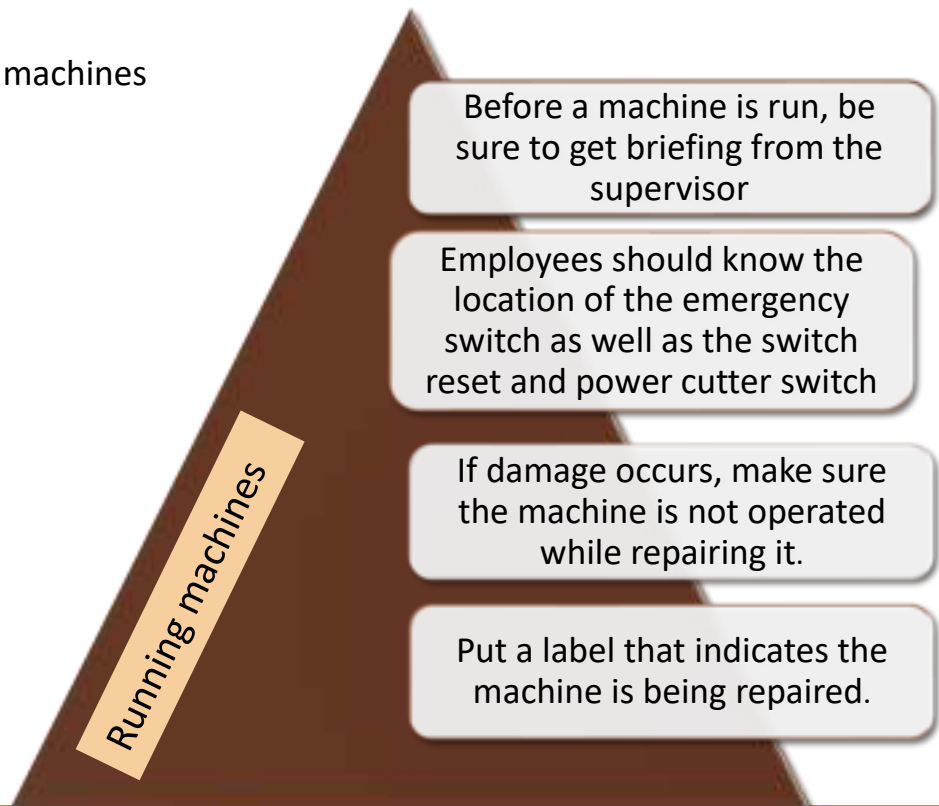 machines
Before a machine is run, be
sure to get briefing from the
supervisor
Employees should know the
location of the emergency
switch as well as the switch
reset and power cutter switch
If damage occurs, make sure
the machine is not operated
while repairing it.
Put a label that indicates the
machine is being repaired.
Running machines